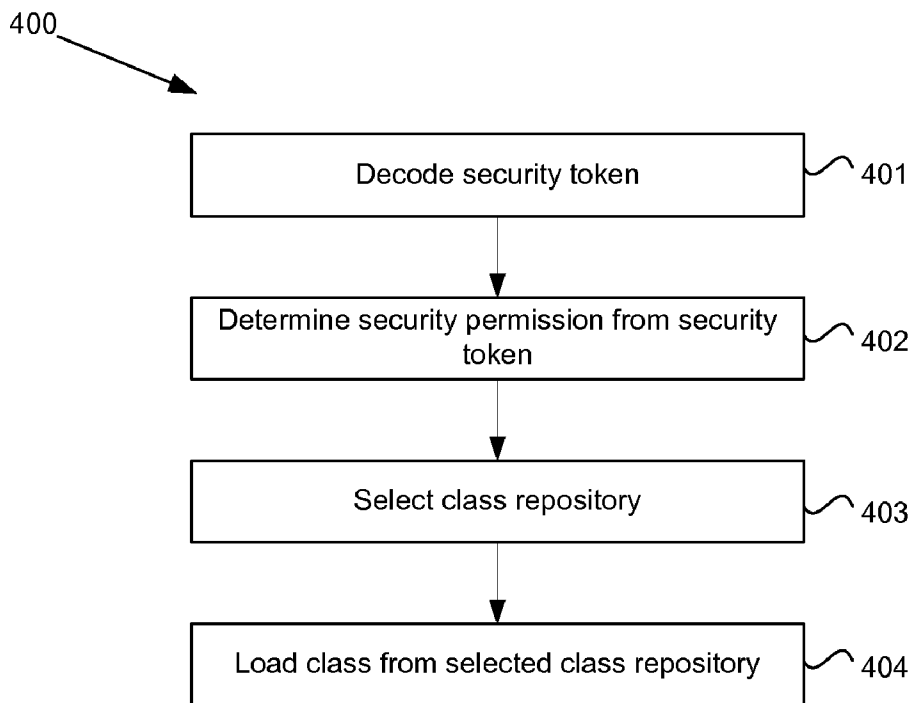 400
Decode security token
401
Determine security permission from security
token
402
Select class repository
403
Load class from selected class repository
404